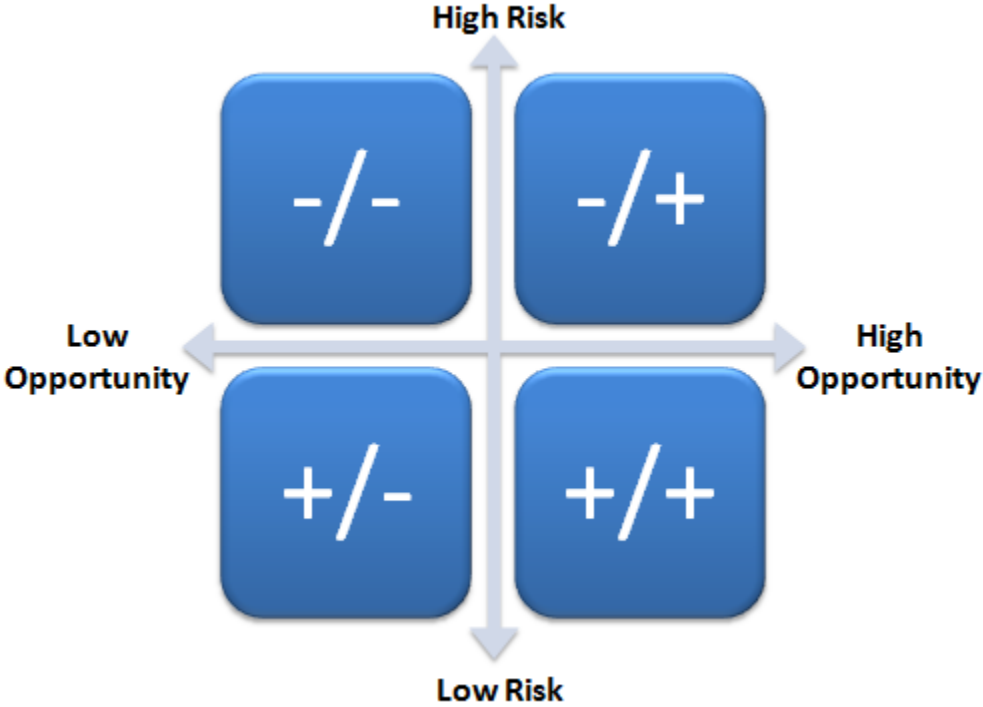 High Risk
-/-
-/+
Low
Opportunity
High
Opportunity
+/-
+/+
Low Risk